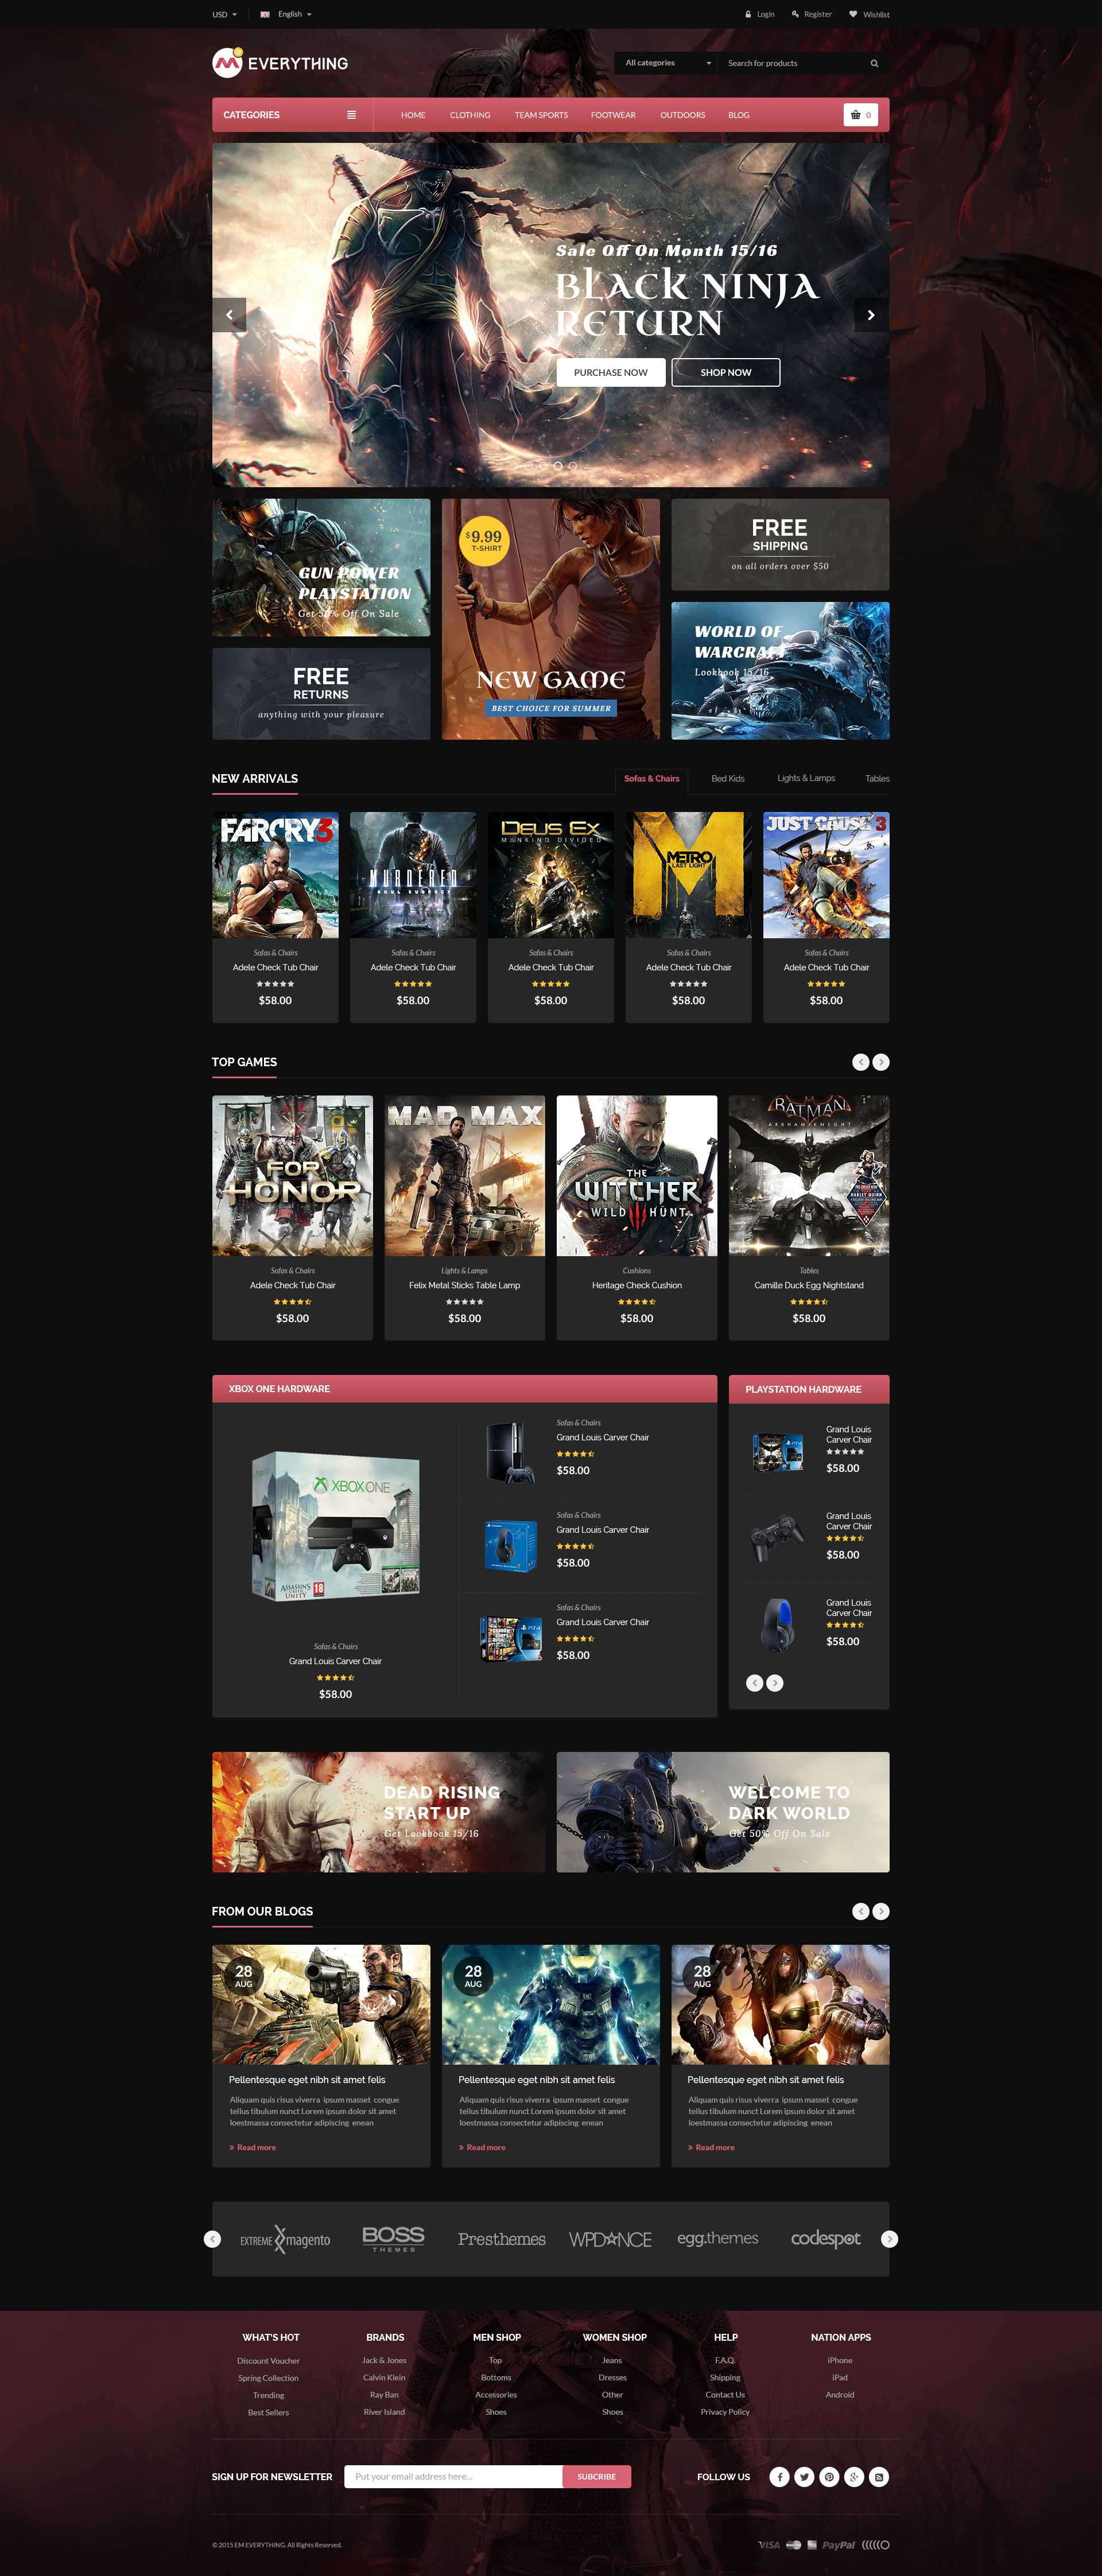 USD
English
Login
Register
Wishlist
M EVERYTHING
All categories
Search for products
CATEGORIES
HOME
CLOTHING
TEAM SPORTS
FOOTWEAR
OUTDOORS
BLOG
0
Sale Off On Month 15/16
BLACK NINJA
RETURN
PURCHASE NOW
SHOP NOW
GUN POWER
PLAYSTATION
Get 50% Off On Sale
FREE
RETURNS
anything with your pleasure
$9.99
T-SHIRT
NEW GAME
BEST CHOICE FOR SUMMER
FREE
SHIPPING
on all orders over $50
WORLD OF
WARCRAFT
Lookbook 15/16
NEW ARRIVALS
Sofas & Chairs
Bed Kids
Lights & Lamps
Tables
FARCRY3
Sofas & Chairs
Adele Check Tub Chair
$58.00
MURDERED
SOUL SUSPECT
Sofas & Chairs
Adele Check Tub Chair
$58.00
DEUS EX
MANKIND DIVIDED
Sofas & Chairs
Adele Check Tub Chair
$58.00
METRO
LAST LIGHT
Sofas & Chairs
Adele Check Tub Chair
$58.00
JUST CAUSE 3
Sofas & Chairs
Adele Check Tub Chair
$58.00
TOP GAMES
FOR
HONOR
Sofas & Chairs
Adele Check Tub Chair
$58.00
MAD MAX
Lights & Lamps
Felix Metal Sticks Table Lamp
$58.00
THE
WITCHER
WILD HUNT
Cushions
Heritage Check Cushion
$58.00
BATMAN
ARKHAM KNIGHT
HARLEY QUINN
Tables
Camille Duck Egg Nightstand
$58.00
XBOX ONE HARDWARE
XBOX ONE
ASSASSIN'S
CREED
UNITY
18
Sofas & Chairs
Grand Louis Carver Chair
$58.00
Sofas & Chairs
Grand Louis Carver Chair
$58.00
Sofas & Chairs
Grand Louis Carver Chair
$58.00
PS4
Sofas & Chairs
Grand Louis Carver Chair
$58.00
PLAYSTATION HARDWARE
Grand Louis
Carver Chair
$58.00
Grand Louis
Carver Chair
$58.00
Grand Louis
Carver Chair
$58.00
DEAD RISING
START UP
Get Lookbook 15/16
WELCOME TO
DARK WORLD
Get 50% Off On Sale
FROM OUR BLOGS
28
AUG
Pellentesque eget nibh sit amet felis
Aliquam quis risus viverra ipsum masset congue
tellus tibulum nunct Lorem ipsum dolor sit amet
loestmassa consectetur adipiscing enean
» Read more
28
AUG
Pellentesque eget nibh sit amet felis
Aliquam quis risus viverra ipsum masset congue
tellus tibulum nunct Lorem ipsum dolor sit amet
loestmassa consectetur adipiscing enean
» Read more
28
AUG
Pellentesque eget nibh sit amet felis
Aliquam quis risus viverra ipsum masset congue
tellus tibulum nunct Lorem ipsum dolor sit amet
loestmassa consectetur adipiscing enean
» Read more
EXTREME X magento
BOSS
THEMES
Presthemes
WPDANCE
egg.themes
codespot
WHAT'S HOT
Discount Voucher
Spring Collection
Trending
Best Sellers
BRANDS
Jack & Jones
Calvin Klein
Ray Ban
River Island
MEN SHOP
Top
Bottoms
Accessories
Shoes
WOMEN SHOP
Jeans
Dresses
Other
Shoes
HELP
F.A.Q.
Shipping
Contact Us
Privacy Policy
NATION APPS
iPhone
iPad
Android
SIGN UP FOR NEWSLETTER
Put your email address here...
SUBCRIBE
FOLLOW US
© 2015 EM EVERYTHING. All Rights Reserved.
VISA
PayPal